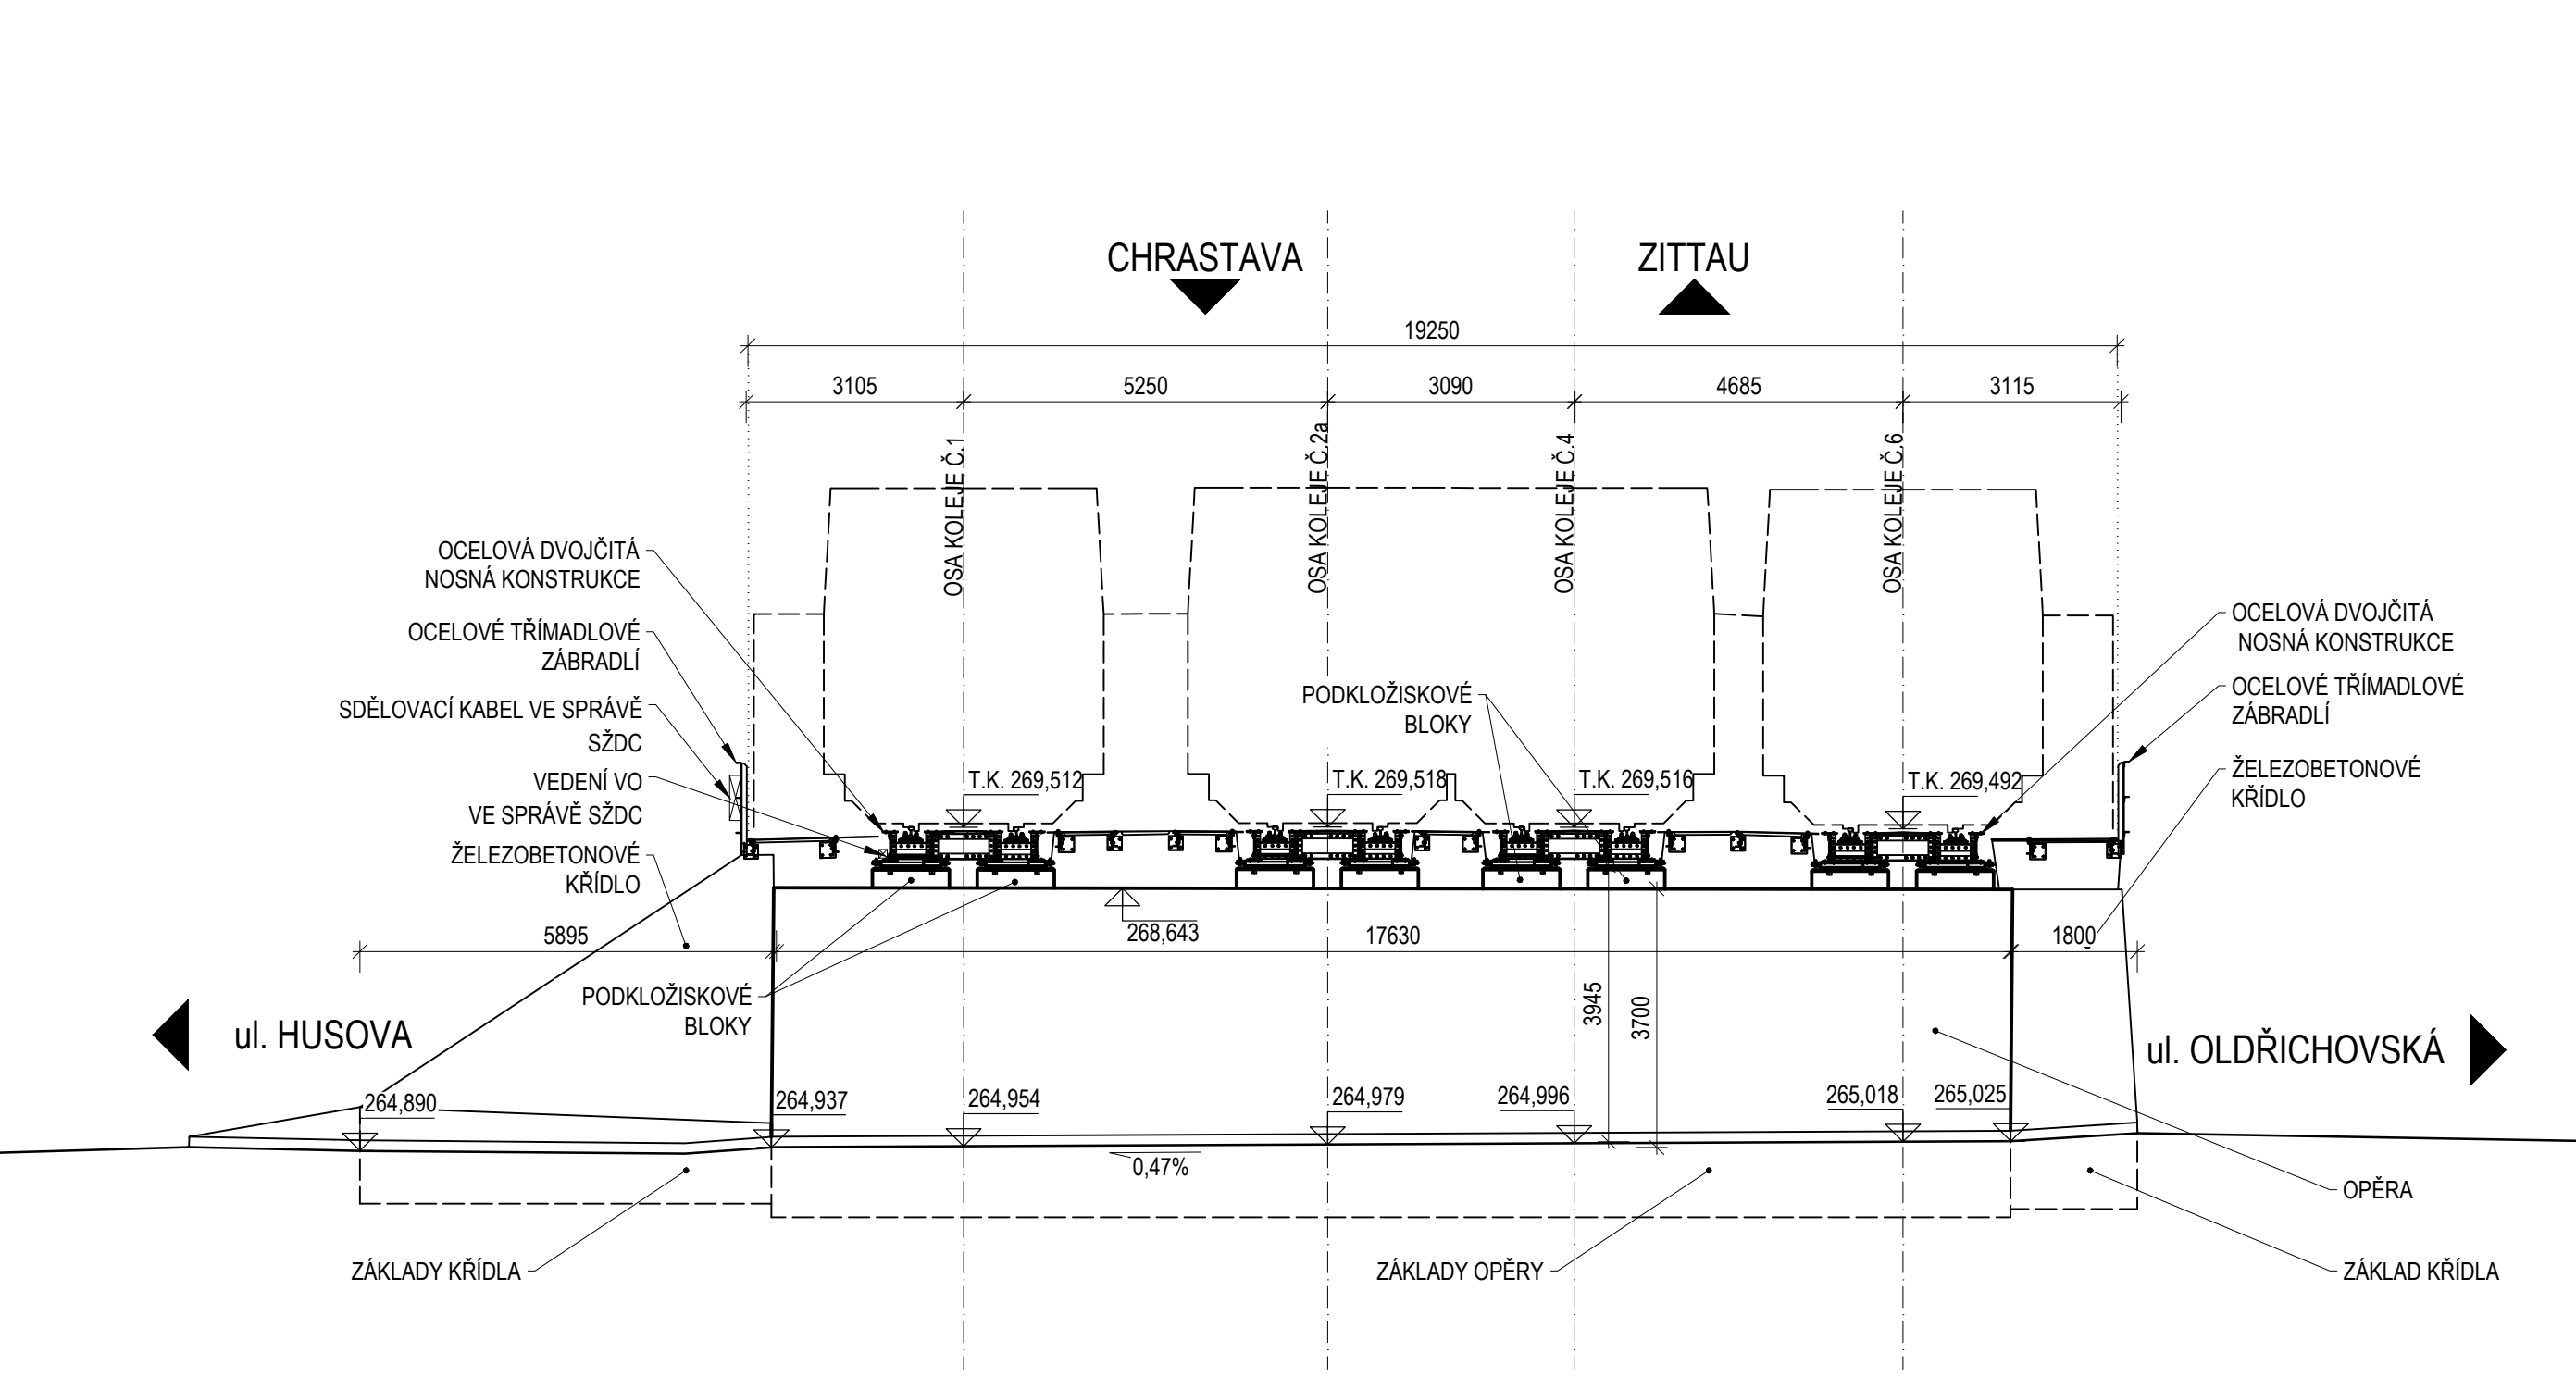 CHRASTAVA
ZITTAU
19250
3105
5250
3090
4685
3115
OSA KOLEJE Č.1
OSA KOLEJE Č.2a
OSA KOLEJE Č.4
OSA KOLEJE Č.6
OCELOVÁ DVOJČITÁ
NOSNÁ KONSTRUKCE
OCELOVÉ TŘÍMADLOVÉ
ZÁBRADLÍ
SDĚLOVACÍ KABEL VE SPRÁVĚ
SŽDC
VEDENÍ VO
VE SPRÁVĚ SŽDC
ŽELEZOBETONOVÉ
KŘÍDLO
PODKLOŽISKOVÉ
BLOKY
OCELOVÁ DVOJČITÁ
NOSNÁ KONSTRUKCE
OCELOVÉ TŘÍMADLOVÉ
ZÁBRADLÍ
ŽELEZOBETONOVÉ
KŘÍDLO
T.K. 269,512
T.K. 269,518
T.K. 269,516
T.K. 269,492
268,643
5895
17630
1800
PODKLOŽISKOVÉ
BLOKY
3945
3700
ul. HUSOVA
ul. OLDŘICHOVSKÁ
264,890
264,937
264,954
264,979
264,996
265,018
265,025
0,47%
OPĚRA
ZÁKLADY KŘÍDLA
ZÁKLADY OPĚRY
ZÁKLAD KŘÍDLA